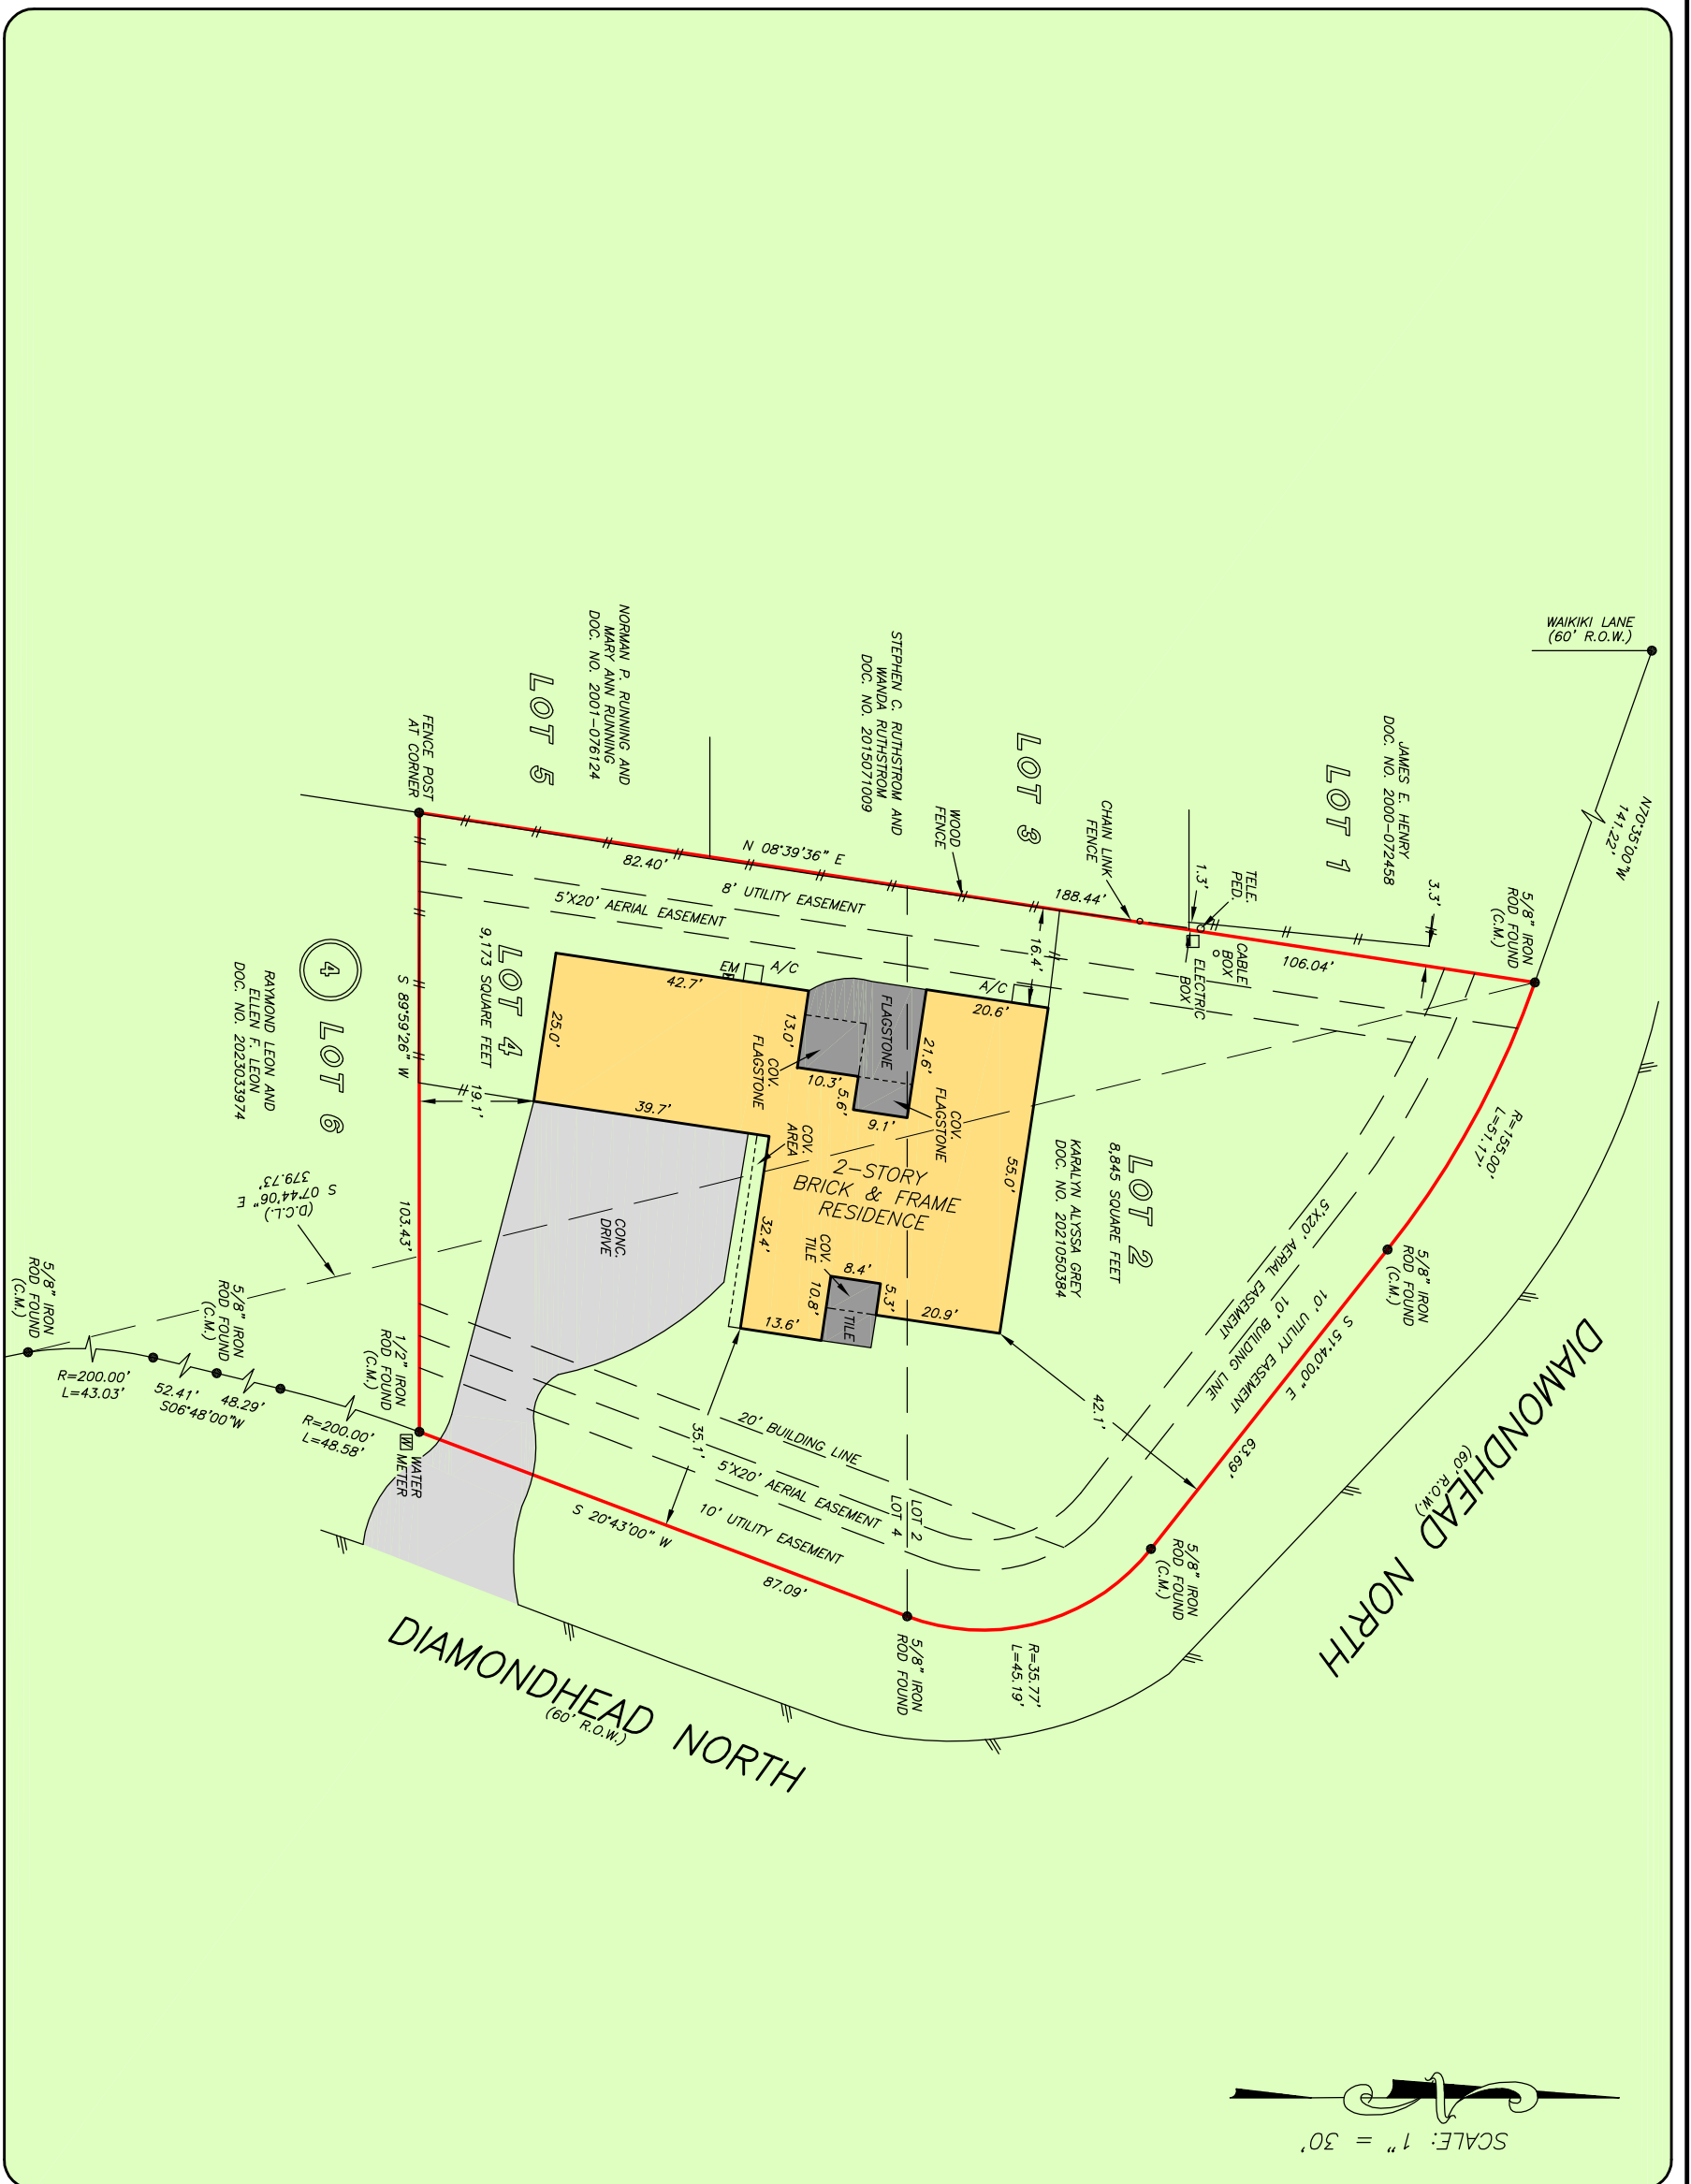 WAIKIKI LANE
(60' R.O.W.)
N70°35'00"W
141.22'
5/8" IRON
ROD FOUND
(C.M.)
JAMES E. HENRY
DOC. NO. 2000-072458
LOT 1
3.3'
TELE.
PED.
1.3'
CABLE
BOX
ELECTRIC
BOX
106.04'
CHAIN LINK
FENCE
188.44'
LOT 3
WOOD
FENCE
STEPHEN C. RUTHSTROM AND
WANDA RUTHSTROM
DOC. NO. 2015071009
N 08°39'36" E
82.40'
8' UTILITY EASEMENT
5'X20' AERIAL EASEMENT
NORMAN P. RUNNING AND
MARY ANN RUNNING
DOC. NO. 2001-076124
LOT 5
FENCE POST
AT CORNER
R=155.00'
L=51.17'
5/8" IRON
ROD FOUND
(C.M.)
DIAMONDHEAD NORTH
(60' R.O.W.)
S 51°40'00" E
63.69'
10' UTILITY EASEMENT
10' BUILDING LINE
5'X20' AERIAL EASEMENT
5/8" IRON
ROD FOUND
(C.M.)
R=35.77'
L=45.19'
5/8" IRON
ROD FOUND
LOT 2
8,845 SQUARE FEET
KARALYN ALYSSA GREY
DOC. NO. 2021050384
16.4'
A/C
20.6'
21.6'
55.0'
42.1'
20.9'
FLAGSTONE
COV.
FLAGSTONE
9.1'
5.6'
10.3'
13.0'
COV.
FLAGSTONE
A/C
EM
42.7'
25.0'
39.7'
COV.
AREA
2-STORY
BRICK & FRAME
RESIDENCE
32.4'
COV.
TILE
8.4'
5.3'
10.8'
TILE
13.6'
35.1'
LOT 4
9,173 SQUARE FEET
19.1'
CONC.
DRIVE
S 89°59'26" W
103.43'
4
LOT 6
RAYMOND LEON AND
ELLEN F. LEON
DOC. NO. 2023033974
(D.C.L.)
S 07°44'06" E
379.73'
20' BUILDING LINE
5'X20' AERIAL EASEMENT
10' UTILITY EASEMENT
LOT 2
LOT 4
S 20°43'00" W
87.09'
DIAMONDHEAD NORTH
(60' R.O.W.)
1/2" IRON
ROD FOUND
(C.M.)
W
WATER
METER
R=200.00'
L=48.58'
48.29'
52.41'
S06°48'00"W
5/8" IRON
ROD FOUND
(C.M.)
R=200.00'
L=43.03'
5/8" IRON
ROD FOUND
(C.M.)
N
SCALE: 1" = 30'